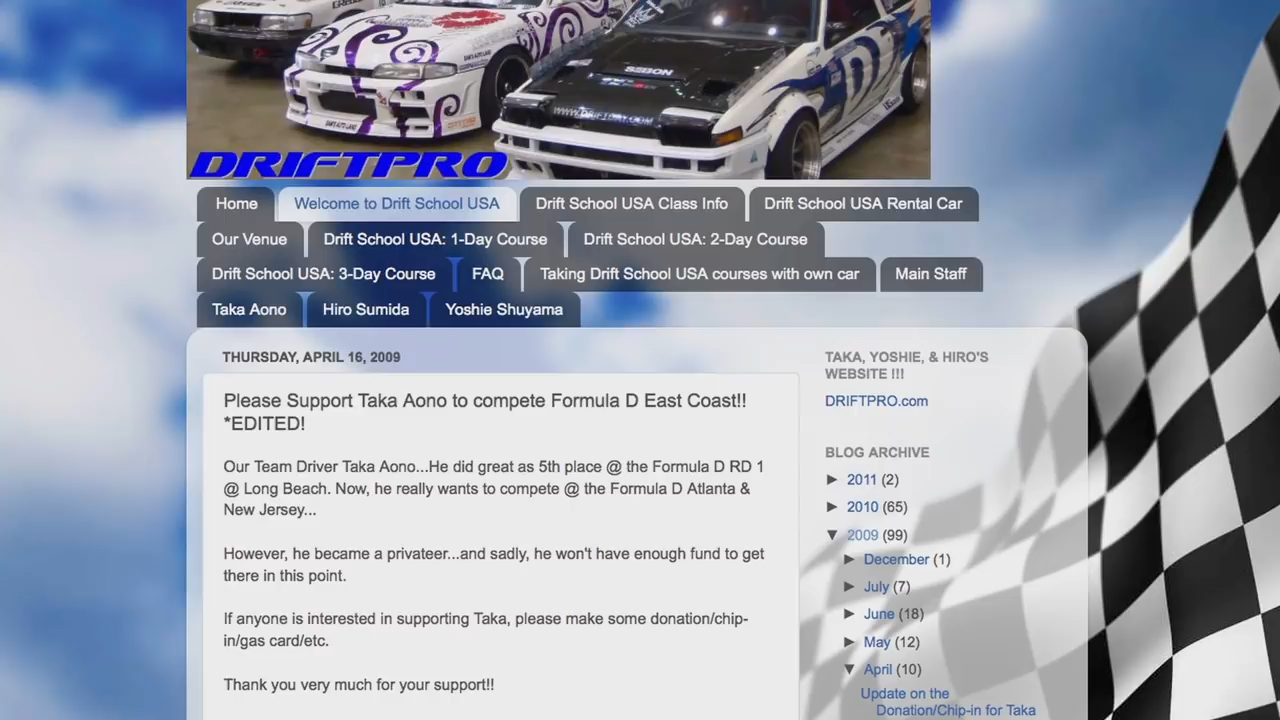 SEIBON
WWW.DRIFTDAY.COM
DRIFTPRO
Home
Welcome to Drift School USA
Drift School USA Class Info
Drift School USA Rental Car
Our Venue
Drift School USA: 1-Day Course
Drift School USA: 2-Day Course
Drift School USA: 3-Day Course
FAQ
Taking Drift School USA courses with own car
Main Staff
Taka Aono
Hiro Sumida
Yoshie Shuyama
THURSDAY, APRIL 16, 2009
Please Support Taka Aono to compete Formula D East Coast!!
*EDITED!
Our Team Driver Taka Aono...He did great as 5th place @ the Formula D RD 1
@ Long Beach. Now, he really wants to compete @ the Formula D Atlanta &
New Jersey...
However, he became a privateer...and sadly, he won't have enough fund to get
there in this point.
If anyone is interested in supporting Taka, please make some donation/chip-
in/gas card/etc.
Thank you very much for your support!!
TAKA, YOSHIE, & HIRO'S
WEBSITE !!!
DRIFTPRO.com
BLOG ARCHIVE
► 2011 (2)
► 2010 (65)
▼ 2009 (99)
► December (1)
► July (7)
► June (18)
► May (12)
▼ April (10)
Update on the
Donation/Chip-in for Taka